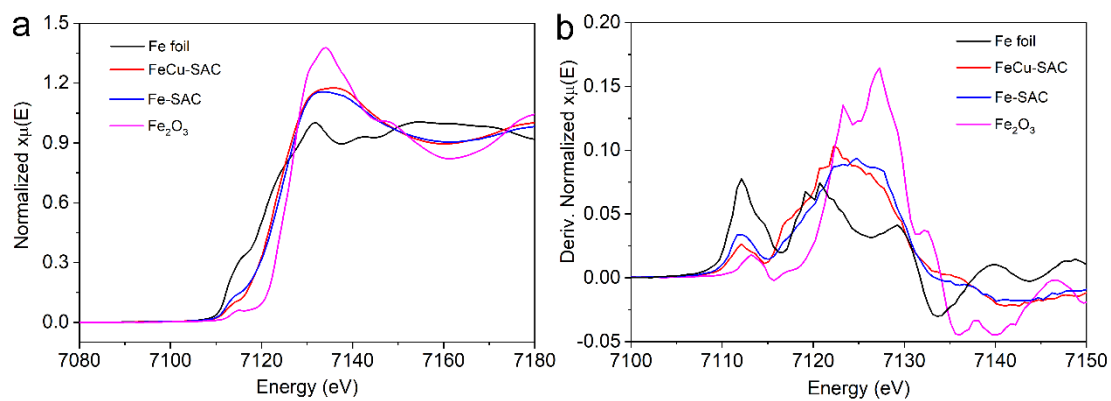 a
Normalized xμ(E)
1.5
1.2
0.9
0.6
0.3
0.0
Fe foil
FeCu-SAC
Fe-SAC
Fe₂O₃
7080 7100 7120 7140 7160 7180
Energy (eV)
b
Deriv. Normalized xμ(E)
0.20
0.15
0.10
0.05
0.00
-0.05
Fe foil
FeCu-SAC
Fe-SAC
Fe₂O₃
7100 7110 7120 7130 7140 7150
Energy (eV)